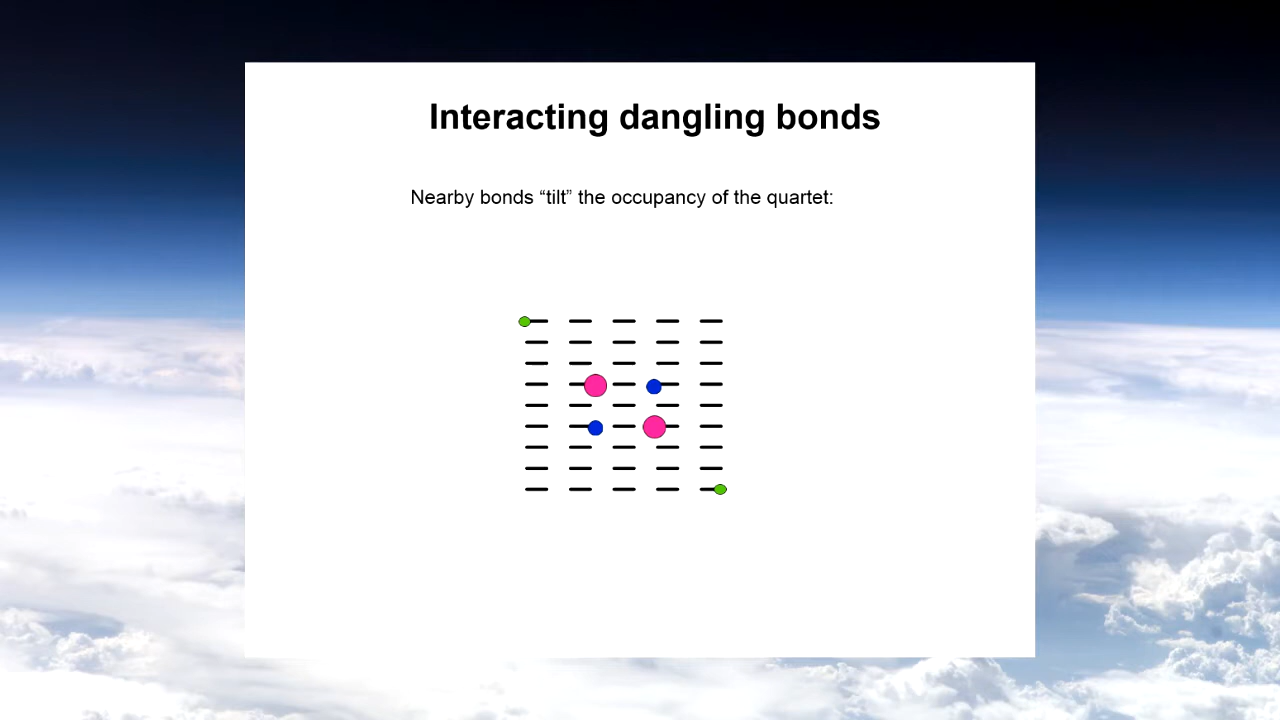 Interacting dangling bonds
Nearby bonds “tilt” the occupancy of the quartet: